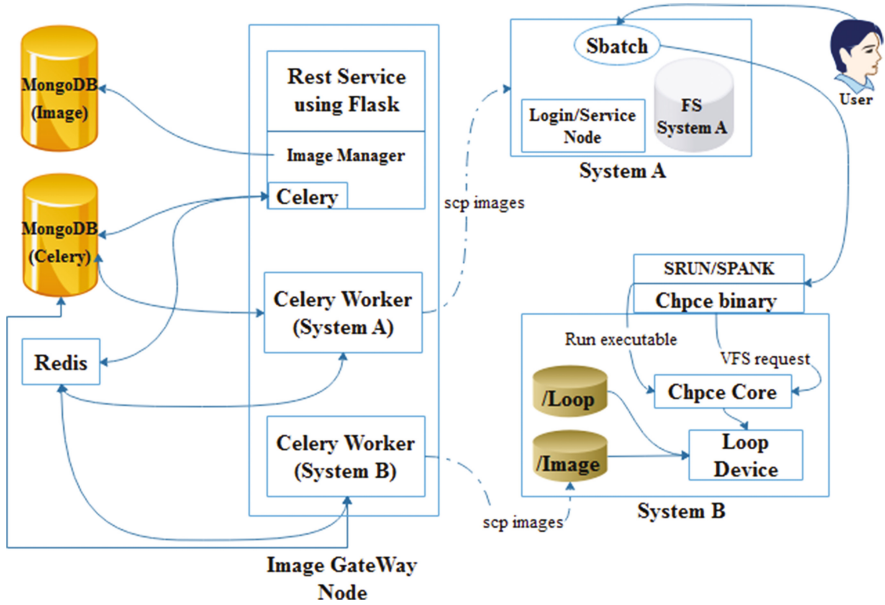 MongoDB
(Image)
MongoDB
(Celery)
Redis
Rest Service
using Flask
Image Manager
Celery
Celery Worker
(System A)
Celery Worker
(System B)
Image GateWay
Node
scp images
scp images
Sbatch
Login/Service
Node
FS
System A
System A
User
SRUN/SPANK
Chpce binary
Run executable
VFS request
/Loop
Chpce Core
/Image
Loop
Device
System B